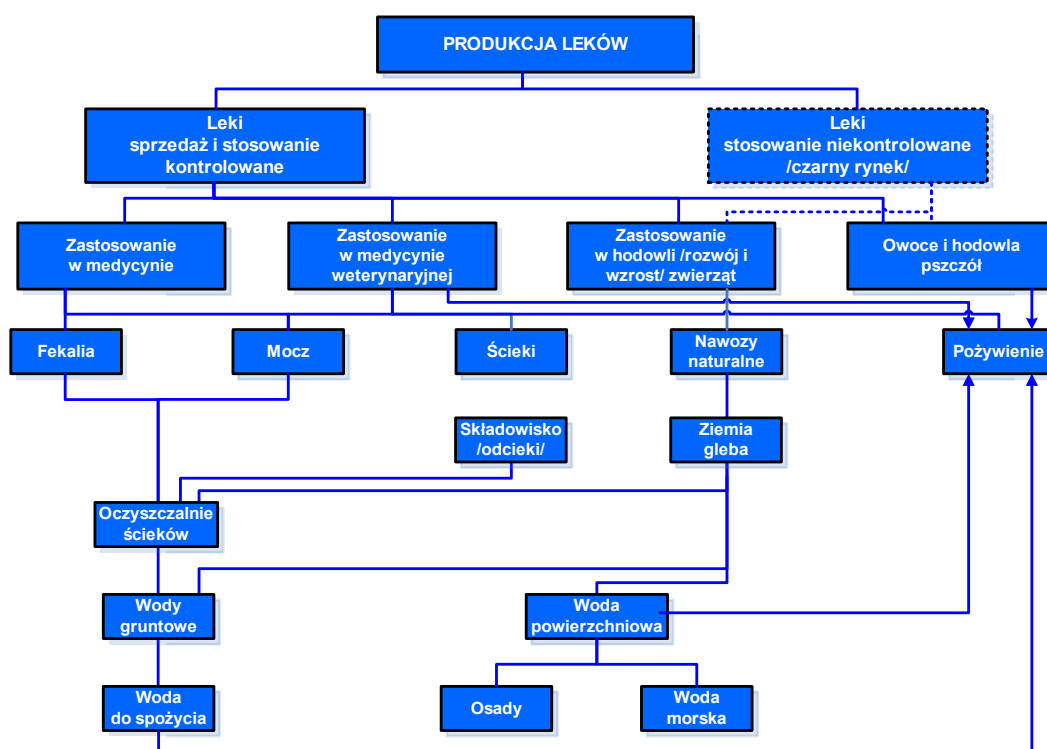 PRODUKCJA LEKÓW
Leki
sprzedaż i stosowanie
kontrolowane
Leki
stosowanie niekontrolowane
/czarny rynek/
Zastosowanie
w medycynie
Zastosowanie
w medycynie
weterynaryjnej
Zastosowanie
w hodowli /rozwój i
wzrost/ zwierząt
Owoce i hodowla
pszczół
Fekalia
Mocz
Ścieki
Nawozy
naturalne
Pożywienie
Składowisko
/odcieki/
Ziemia
gleba
Oczyszczalnie
ścieków
Wody
gruntowe
Woda
powierzchniowa
Woda
do spożycia
Osady
Woda
morska